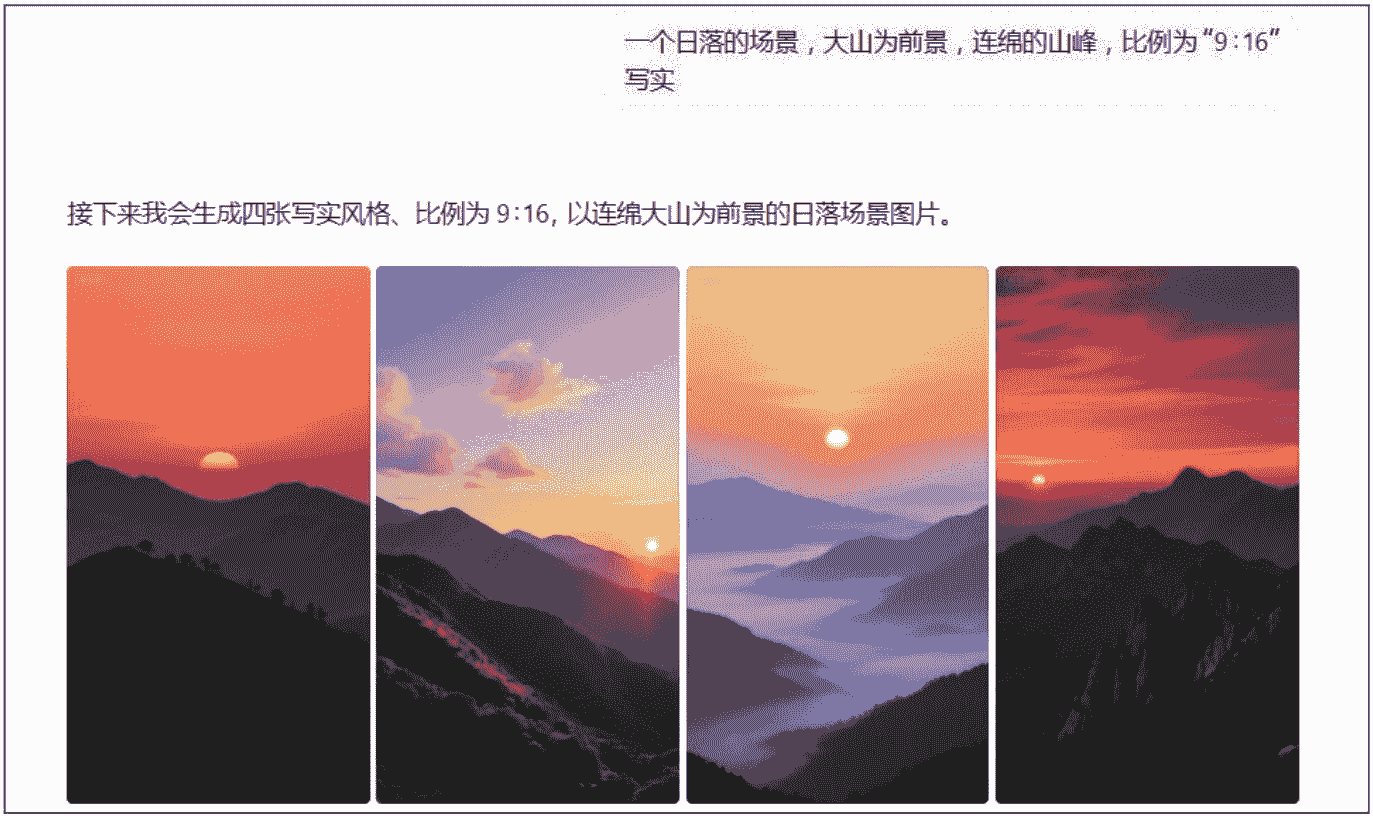 一个日落的场景，大山为前景，连绵的山峰，比例为“9:16”
写实
接下来我会生成四张写实风格、比例为 9:16, 以连绵大山为前景的日落场景图片。